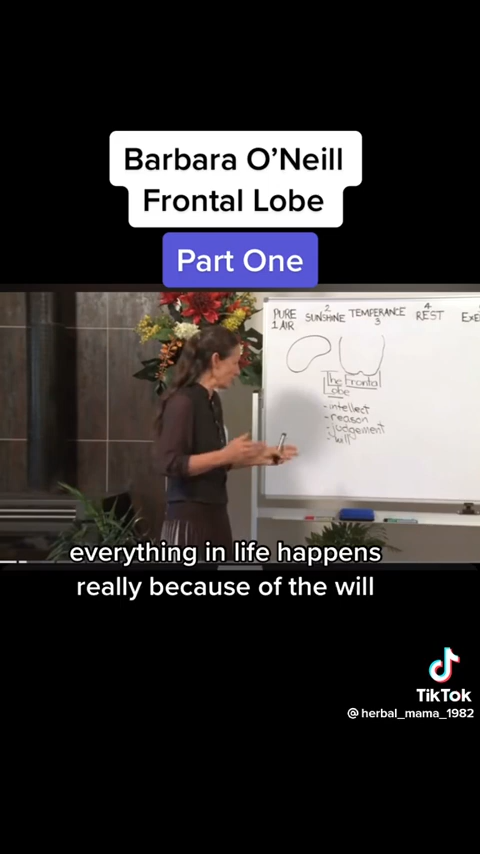 Barbara O'Neill
Frontal Lobe
Part One
PURE 2 SUNSHINE TEMPERANCE 4 REST
1 AIR 3
The Frontal
Lobe
-intellect
-reason
-judgement
everything in life happens
really because of the will
TikTok
@herbal_mama_1982